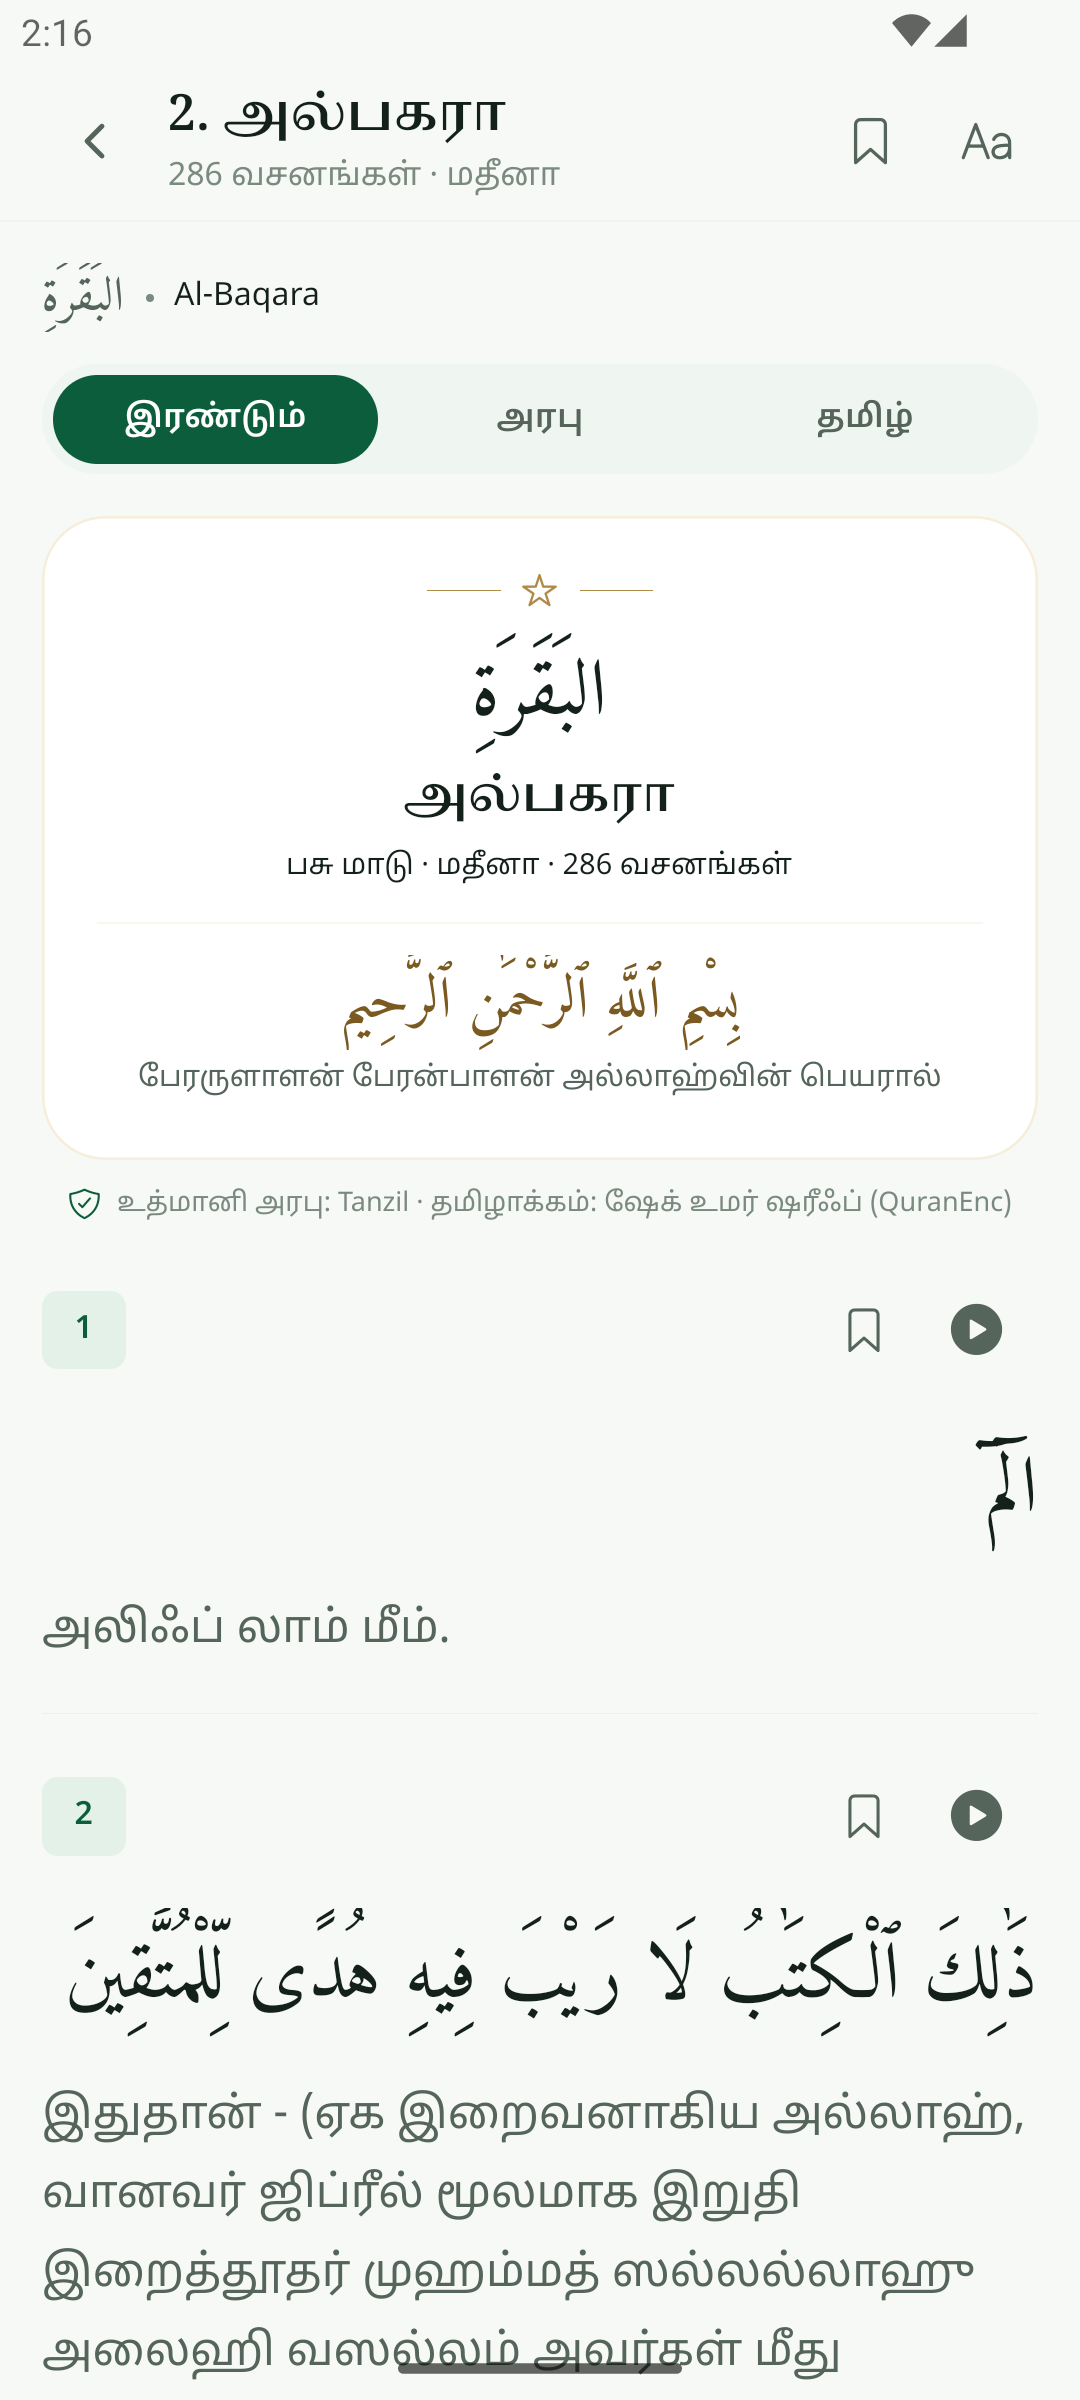 2:16
2. அல்பகரா
286 வசனங்கள் · மதீனா
Aa
البَقَرَةِ • Al-Baqara
இரண்டும்
அரபு
தமிழ்
البَقَرَةِ
அல்பகரா
பசு மாடு · மதீனா · 286 வசனங்கள்
بِسْمِ ٱللَّهِ ٱلرَّحْمَٰنِ ٱلرَّحِيمِ
பேரருளாளன் பேரன்பாளன் அல்லாஹ்வின் பெயரால்
உத்மானி அரபு: Tanzil · தமிழாக்கம்: ஷேக் உமர் ஷரீஃப் (QuranEnc)
1
الٓمٓ
அலிஃப் லாம் மீம்.
2
ذَٰلِكَ ٱلْكِتَٰبُ لَا رَيْبَ فِيهِ هُدًى لِّلْمُتَّقِينَ
இதுதான் - (ஏக இறைவனாகிய அல்லாஹ்,
வானவர் ஜிப்ரீல் மூலமாக இறுதி
இறைத்தூதர் முஹம்மத் ஸல்லல்லாஹு
அலைஹி வஸல்லம் அவர்கள் மீது